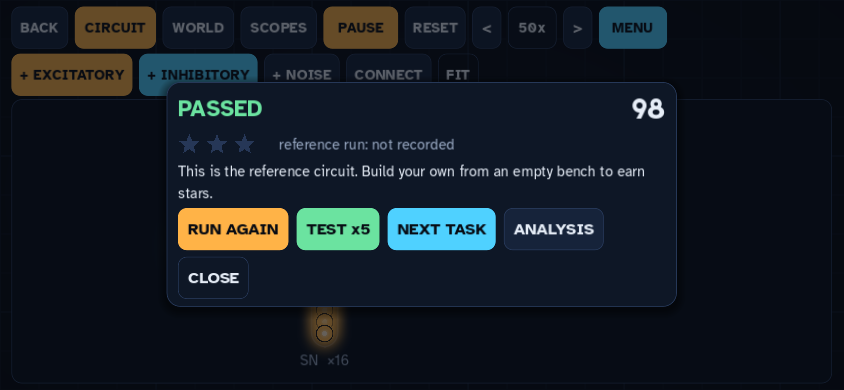 BACK CIRCUIT WORLD SCOPES PAUSE RESET < 50x > MENU
+ EXCITATORY + INHIBITORY + NOISE CONNECT FIT
PASSED 98
reference run: not recorded
This is the reference circuit. Build your own from an empty bench to earn
stars.
RUN AGAIN TEST x5 NEXT TASK ANALYSIS
CLOSE
SN ×16